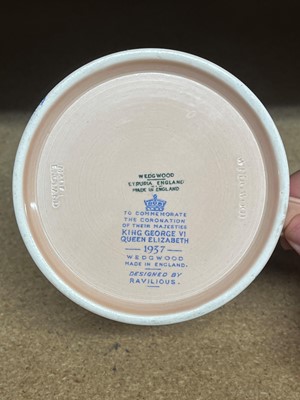 WEDGWOOD
ETRURIA, ENGLAND
MADE IN ENGLAND
TO COMMEMORATE
THE CORONATION
OF THEIR MAJESTIES
KING GEORGE VI
QUEEN ELIZABETH
1937
WEDGWOOD
MADE IN ENGLAND.
DESIGNED BY
RAVILIOUS.